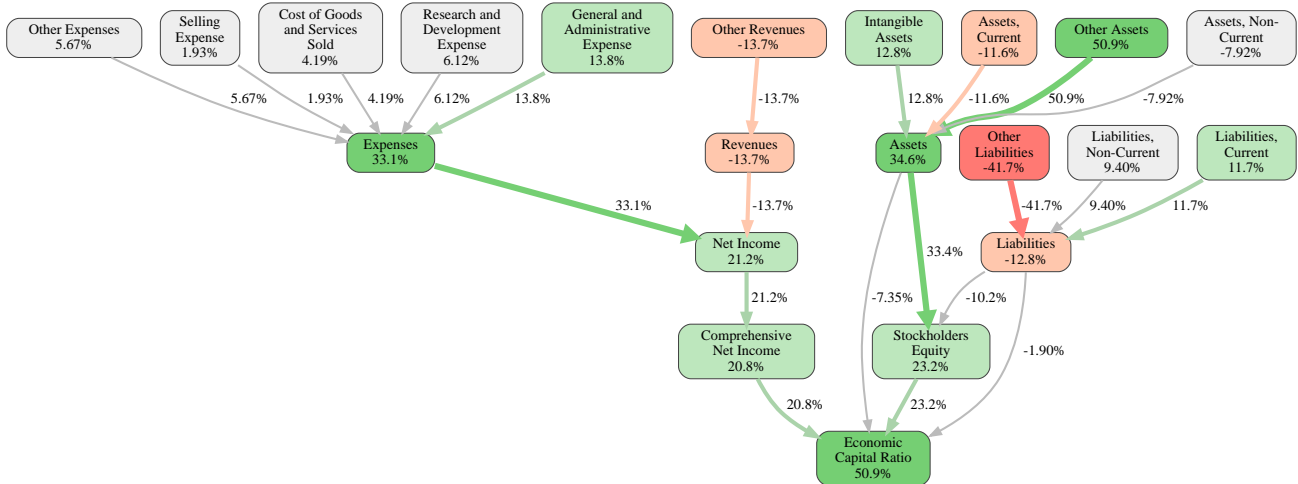 Other Expenses
5.67%
Selling
Expense
1.93%
Cost of Goods
and Services
Sold
4.19%
Research and
Development
Expense
6.12%
General and
Administrative
Expense
13.8%
Other Revenues
-13.7%
Intangible
Assets
12.8%
Assets,
Current
-11.6%
Other Assets
50.9%
Assets, Non-
Current
-7.92%
5.67%
1.93%
4.19%
6.12%
13.8%
-13.7%
12.8%
-11.6%
50.9%
-7.92%
Expenses
33.1%
Revenues
-13.7%
Assets
34.6%
Other
Liabilities
-41.7%
Liabilities,
Non-Current
9.40%
Liabilities,
Current
11.7%
33.1%
-13.7%
-41.7%
9.40%
11.7%
Net Income
21.2%
33.4%
Liabilities
-12.8%
21.2%
-7.35%
-10.2%
Comprehensive
Net Income
20.8%
Stockholders
Equity
23.2%
-1.90%
20.8%
23.2%
Economic
Capital Ratio
50.9%